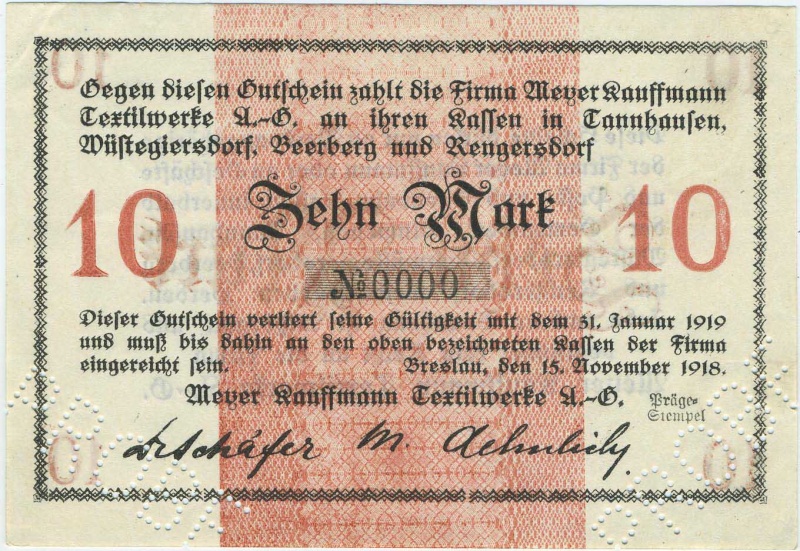 Gegen diesen Gutschein zahlt die Firma Meyer Kauffmann
Textilwerke A.-G. an ihren Kassen in Tannhausen,
Wüstegiersdorf, Beerberg und Rengersdorf
10 Zehn Mark 10
№ 0000
Dieser Gutschein verliert seine Gültigkeit mit dem 31. Januar 1919
und muß bis dahin an den oben bezeichneten Kassen der Firma
eingereicht sein. Breslau, den 15. November 1918.
Meyer Kauffmann Textilwerke A.-G.
Präge-
Stempel